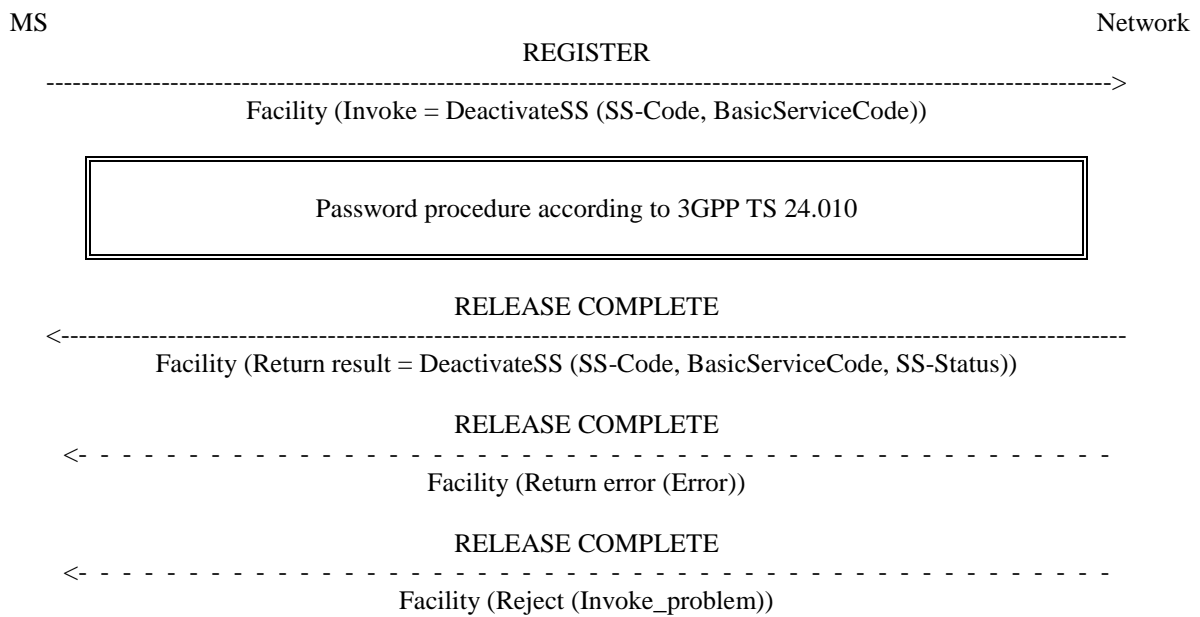 MS Network
REGISTER
Facility (Invoke = DeactivateSS (SS-Code, BasicServiceCode))
Password procedure according to 3GPP TS 24.010
RELEASE COMPLETE
Facility (Return result = DeactivateSS (SS-Code, BasicServiceCode, SS-Status))
RELEASE COMPLETE
Facility (Return error (Error))
RELEASE COMPLETE
Facility (Reject (Invoke_problem))